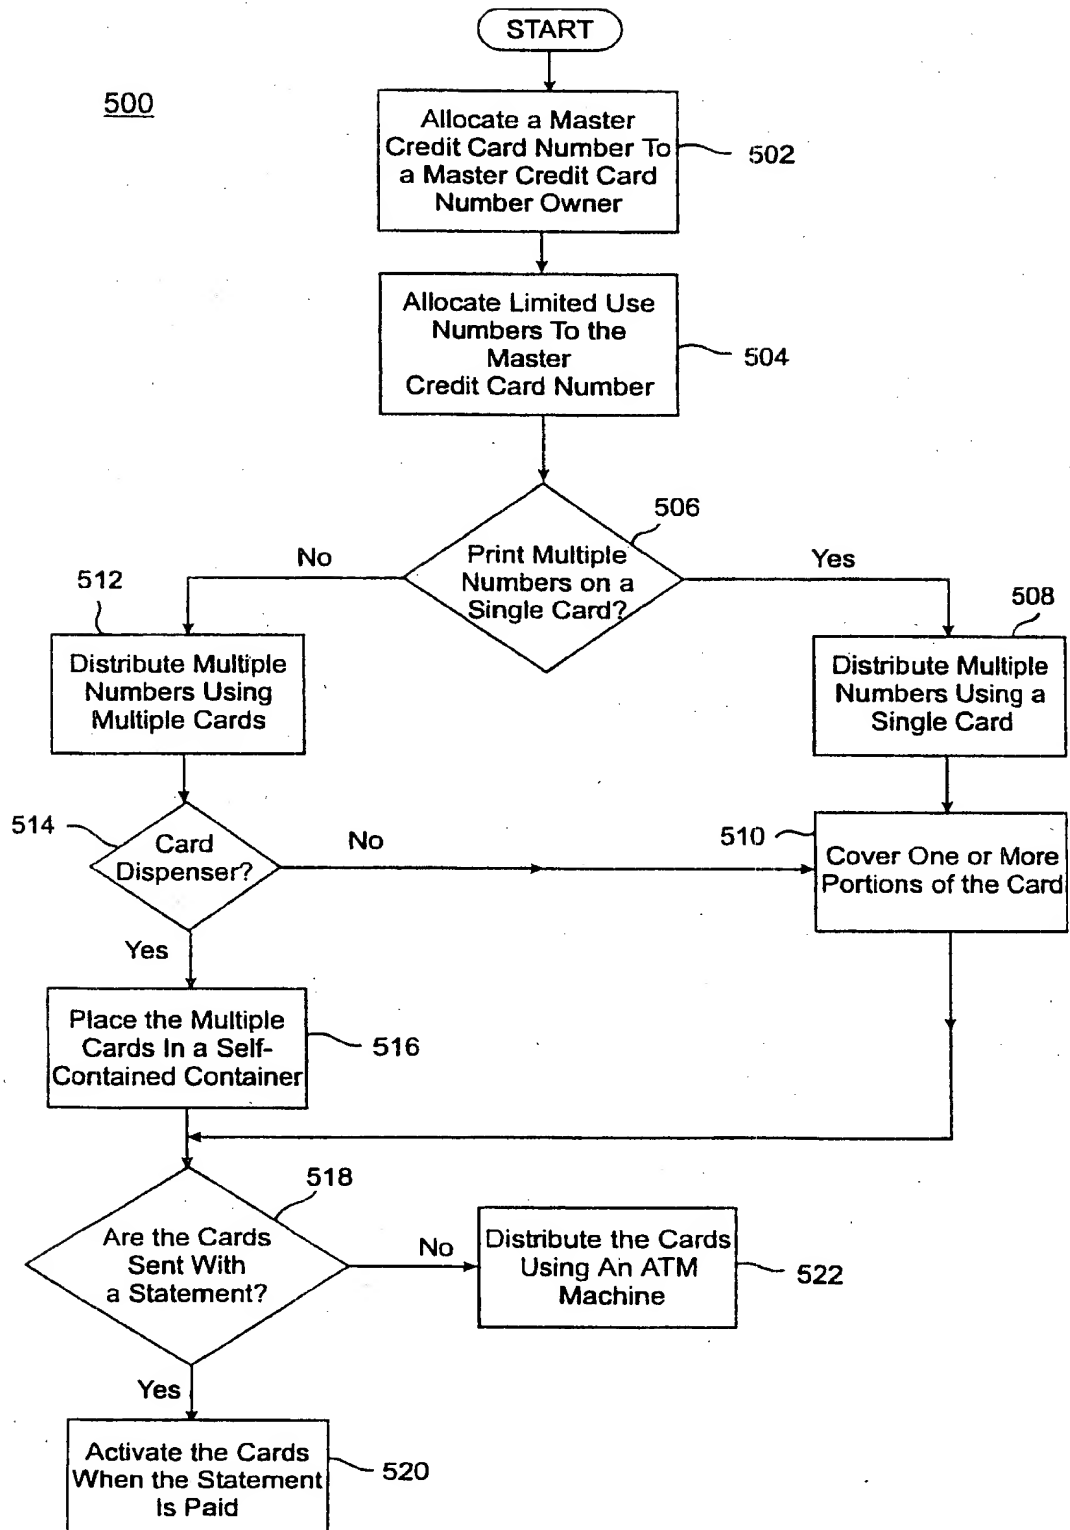 START
500
Allocate a Master
Credit Card Number To
a Master Credit Card
Number Owner
502
Allocate Limited Use
Numbers To the
Master
Credit Card Number
504
506
Print Multiple
Numbers on a
Single Card?
No
Yes
512
508
Distribute Multiple
Numbers Using
Multiple Cards
Distribute Multiple
Numbers Using a
Single Card
514
Card
Dispenser?
No
510
Cover One or More
Portions of the Card
Yes
Place the Multiple
Cards In a Self-
Contained Container
516
518
Are the Cards
Sent With
a Statement?
No
Distribute the Cards
Using An ATM
Machine
522
Yes
Activate the Cards
When the Statement
Is Paid
520